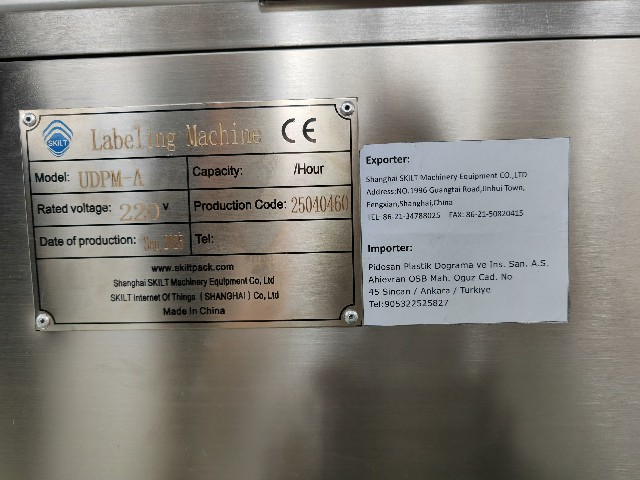 SKILT
Labeling Machine CE
Model: UDPM-A
Capacity: /Hour
Rated voltage: 220 V
Production Code: 25040460
Date of production: Sep 2025
Tel:
www.skiltpack.com
Shanghai SKILT Machinery Equipment Co, Ltd
SKILT Internet Of Things ( SHANGHAI ) Co, Ltd
Made In China
Exporter:
Shanghai SKILT Machinery Equipment CO.,LTD
Address:NO.1996 Guangtai Road,Jinhui Town,
Fengxian,Shanghai,China
TEL: 86-21-34788025 FAX: 86-21-50820415
Importer:
Pidosan Plastik Dograma ve Ins. San. A.S.
Ahievran OSB Mah. Oguz Cad. No
45 Sincan / Ankara / Turkiye
Tel:905322525827